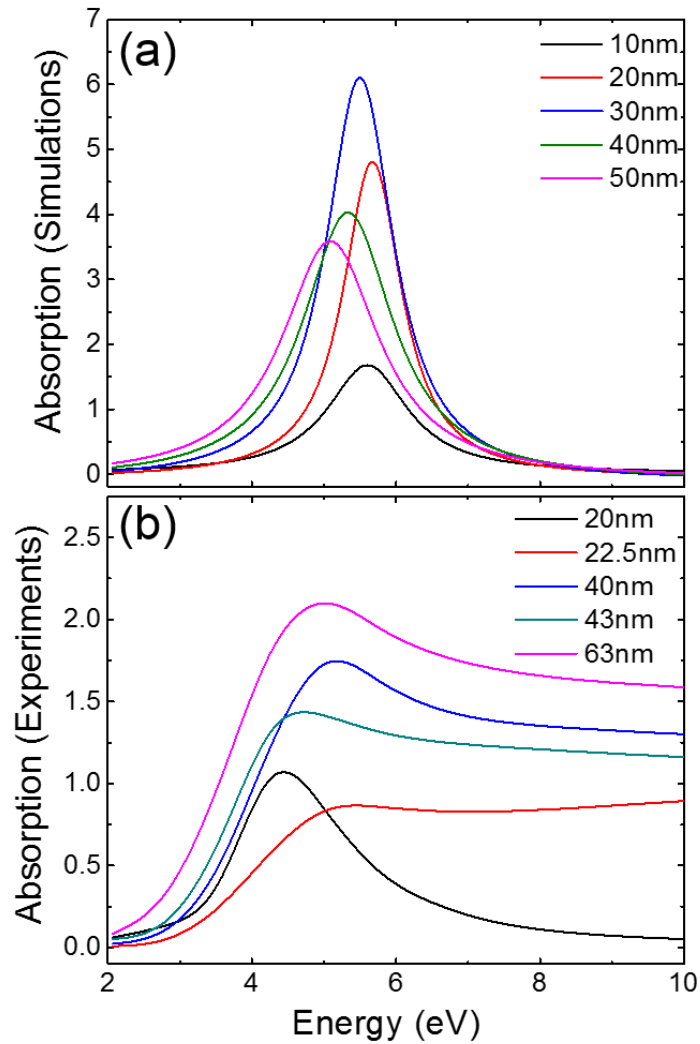 (a)
Absorption (Simulations)
7
6
5
4
3
2
1
0
10nm
20nm
30nm
40nm
50nm
(b)
Absorption (Experiments)
2.5
2.0
1.5
1.0
0.5
0.0
20nm
22.5nm
40nm
43nm
63nm
2 4 6 8 10
Energy (eV)